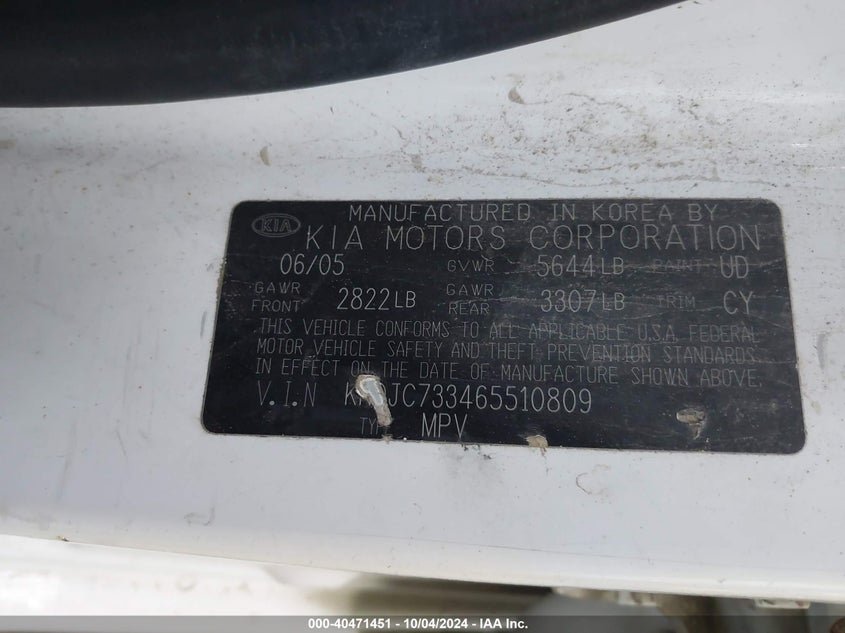 MANUFACTURED IN KOREA BY
KIA KIA MOTORS CORPORATION
06/05 GVWR 5644LB PAINT UD
GAWR FRONT 2822LB GAWR REAR 3307LB TRIM CY
THIS VEHICLE CONFORMS TO ALL APPLICABLE U.S.A. FEDERAL
MOTOR VEHICLE SAFETY AND THEFT PREVENTION STANDARDS.
IN EFFECT ON THE DATE OF MANUFACTURE SHOWN ABOVE.
V.I.N
TYPE MPV
000-40471451 - 10/04/2024 - IAA Inc.